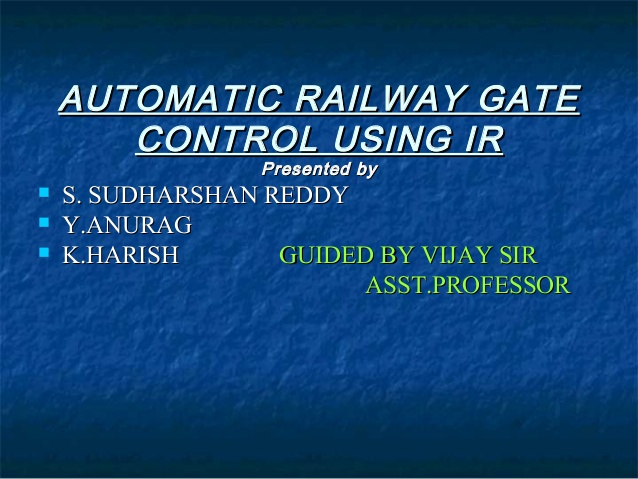 AUTOMATIC RAILWAY GATE
CONTROL USING IR
Presented by
S. SUDHARSHAN REDDY
Y.ANURAG
K.HARISH GUIDED BY VIJAY SIR
ASST.PROFESSOR